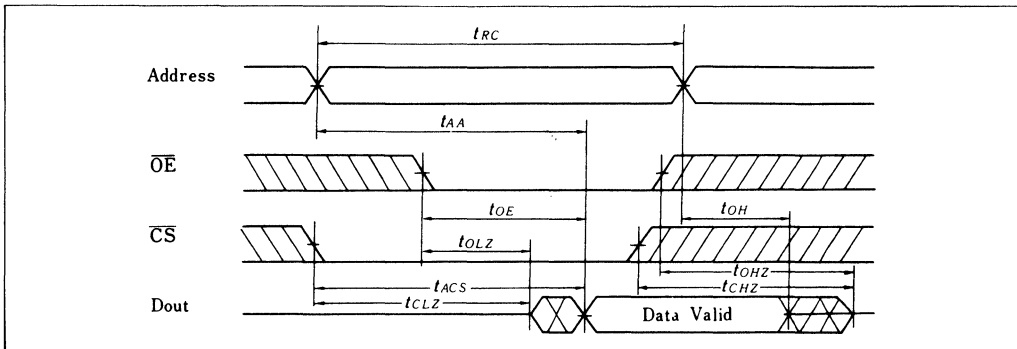 tRC
Address
tAA
OE
tOE
tOH
CS
tOLZ
tOHZ
tACS
tCHZ
tCLZ
Dout
Data Valid